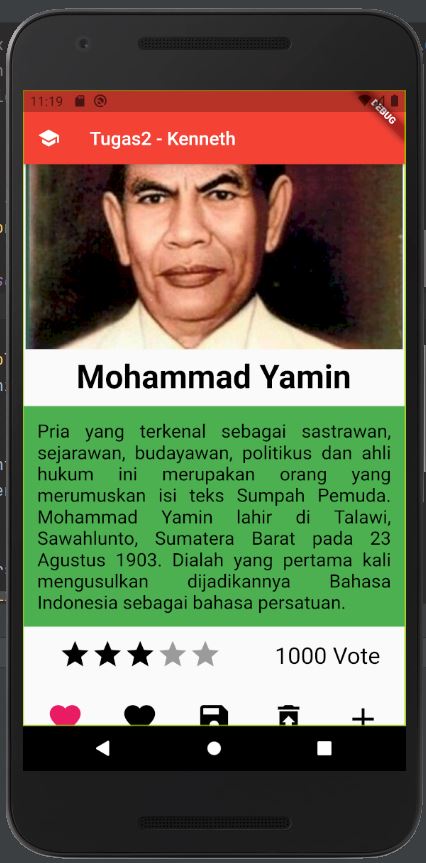 11:19
DEBUG
Tugas2 - Kenneth
Mohammad Yamin
Pria yang terkenal sebagai sastrawan,
sejarawan, budayawan, politikus dan ahli
hukum ini merupakan orang yang
merumuskan isi teks Sumpah Pemuda.
Mohammad Yamin lahir di Talawi,
Sawahlunto, Sumatera Barat pada 23
Agustus 1903. Dialah yang pertama kali
mengusulkan dijadikannya Bahasa
Indonesia sebagai bahasa persatuan.
1000 Vote